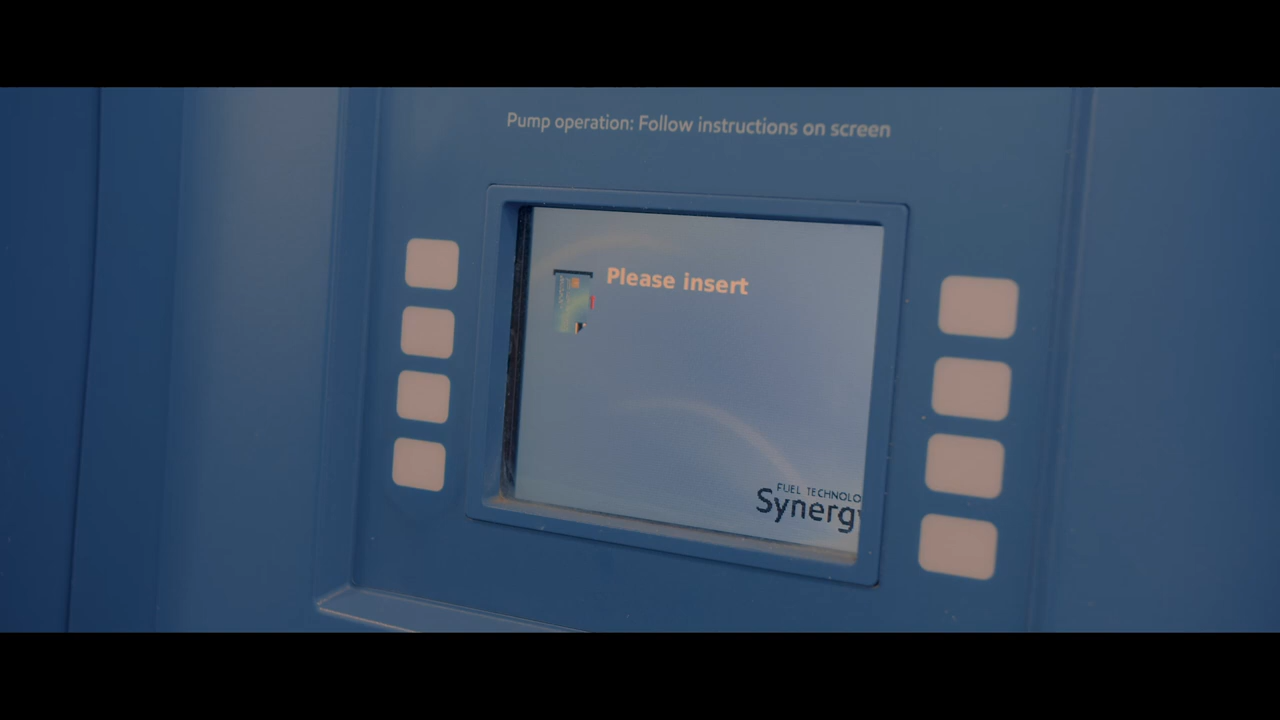 Pump operation: Follow instructions on screen
Please insert
FUEL TECHNOLO
Synergy